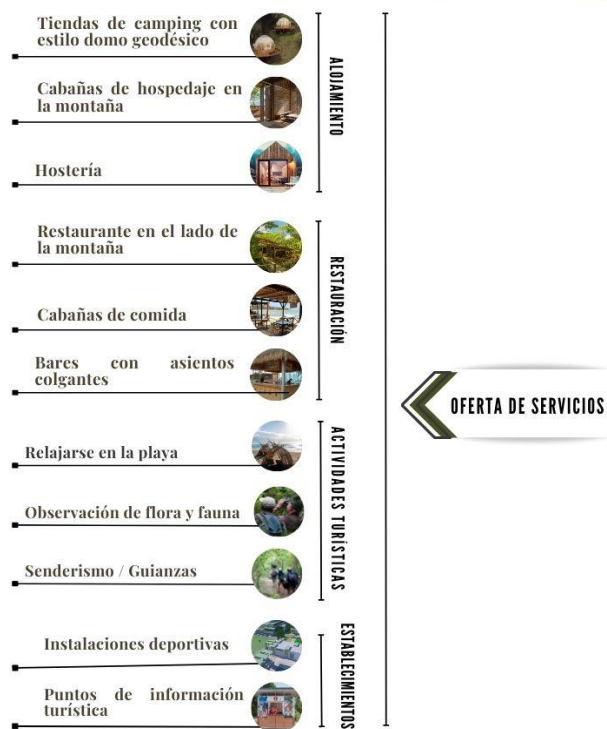 Tiendas de camping con
estilo domo geodésico
Cabañas de hospedaje en
la montaña
Hostería
ALOJAMIENTO
Restaurante en el lado de
la montaña
Cabañas de comida
Bares con asientos
colgantes
RESTAURACIÓN
Relajarse en la playa
Observación de flora y fauna
Senderismo / Guianzas
ACTIVIDADES TURÍSTICAS
Instalaciones deportivas
Puntos de información
turística
ESTABLECIMIENTOS
OFERTA DE SERVICIOS